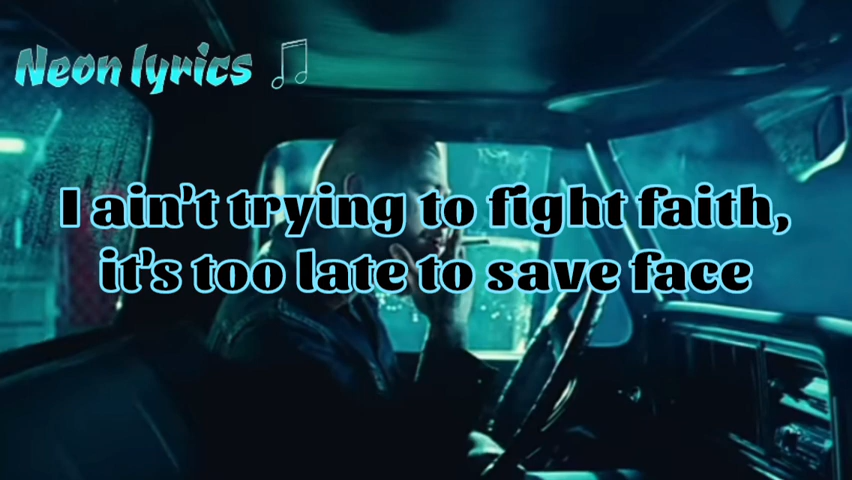 Neon lyrics
I ain't trying to fight faith,
it's too late to save face